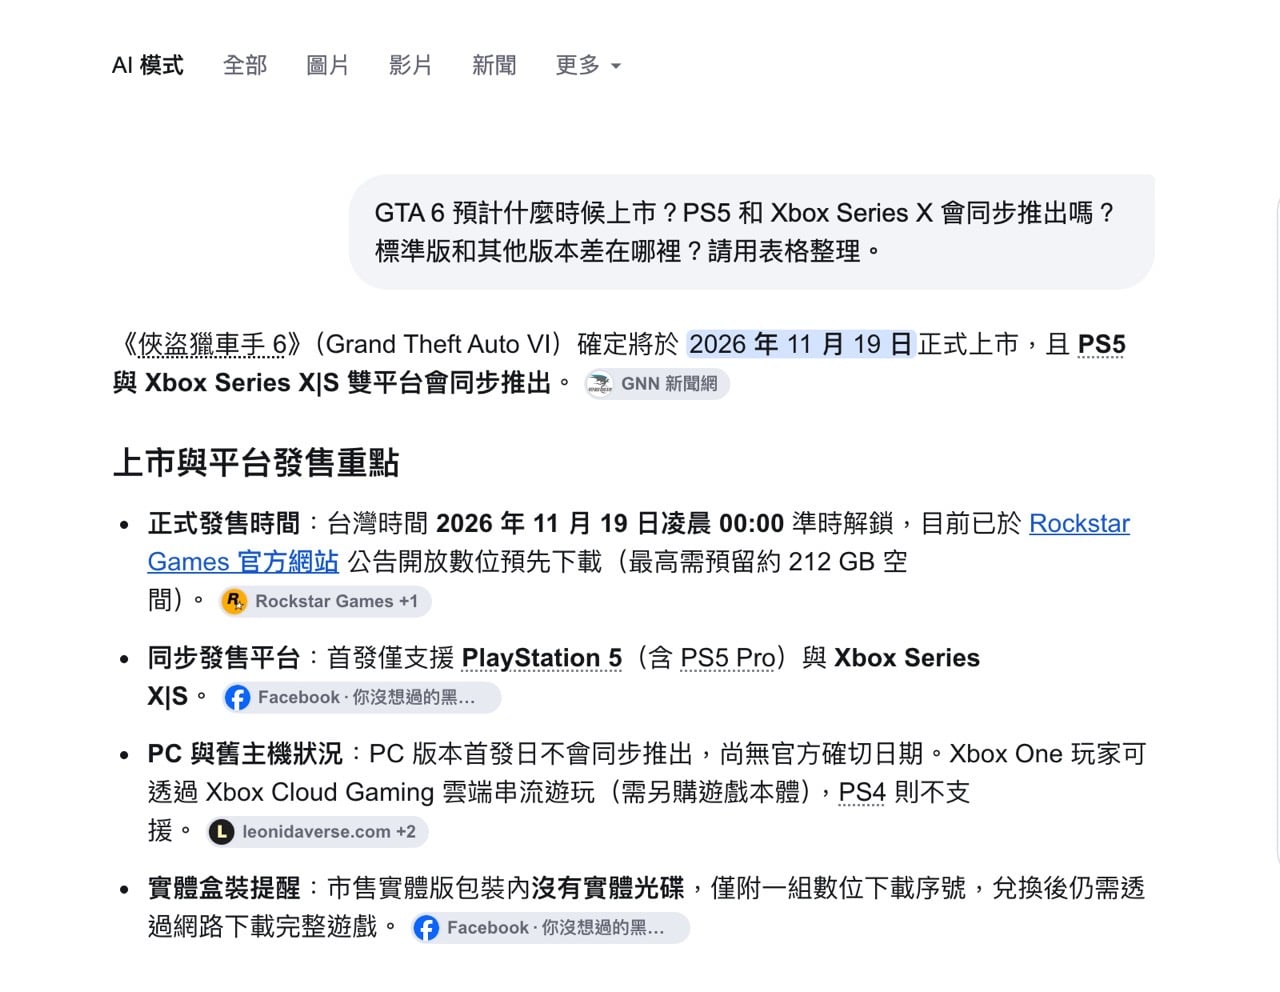 AI 模式 全部 圖片 影片 新聞 更多
GTA 6 預計什麼時候上市？PS5 和 Xbox Series X 會同步推出嗎？
標準版和其他版本差在哪裡？請用表格整理。
《俠盜獵車手 6》（Grand Theft Auto VI）確定將於 2026 年 11 月 19 日正式上市，且 PS5
與 Xbox Series X|S 雙平台會同步推出。 GNN 新聞網
上市與平台發售重點
• 正式發售時間：台灣時間 2026 年 11 月 19 日凌晨 00:00 準時解鎖，目前已於 Rockstar
Games 官方網站 公告開放數位預先下載（最高需預留約 212 GB 空
間）。 Rockstar Games +1
• 同步發售平台：首發僅支援 PlayStation 5（含 PS5 Pro）與 Xbox Series
X|S。 Facebook · 你沒想過的黑...
• PC 與舊主機狀況：PC 版本首發日不會同步推出，尚無官方確切日期。Xbox One 玩家可
透過 Xbox Cloud Gaming 雲端串流遊玩（需另購遊戲本體），PS4 則不支
援。 L leonidaverse.com +2
• 實體盒裝提醒：市售實體版包裝內沒有實體光碟，僅附一組數位下載序號，兌換後仍需透
過網路下載完整遊戲。 Facebook · 你沒想過的黑...